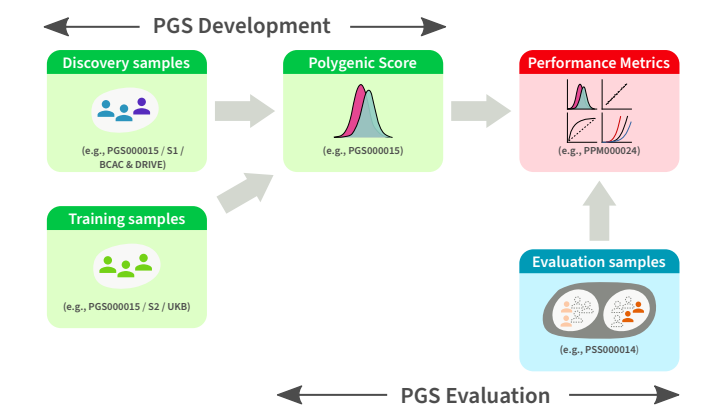 PGS Development
Discovery samples
(e.g., PGS000015 / S1 /
BCAC & DRIVE)
Polygenic Score
(e.g., PGS000015)
Performance Metrics
(e.g., PPM000024)
Training samples
(e.g., PGS000015 / S2 / UKB)
Evaluation samples
(e.g., PSS000014)
PGS Evaluation